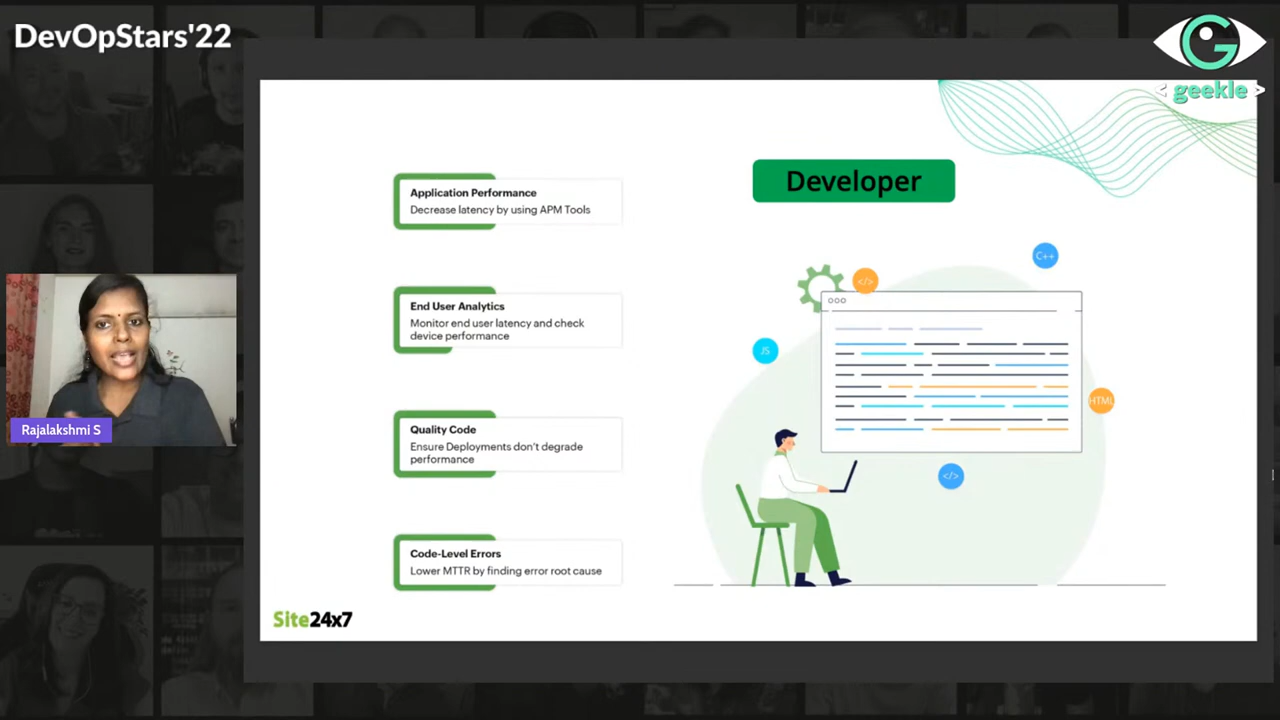 DevOpStars'22
< geekle >
Developer
Application Performance
Decrease latency by using APM Tools
End User Analytics
Monitor end user latency and check
device performance
Quality Code
Ensure Deployments don't degrade
performance
Code-Level Errors
Lower MTTR by finding error root cause
C++
</>
JS
HTML
</>
Rajalakshmi S
Site24x7